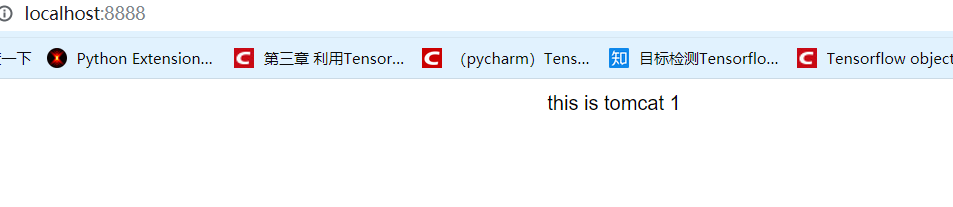 localhost:8888
一下 Python Extension... 第三章 利用Tensor... （pycharm）Tens... 知 目标检测Tensorflo... Tensorflow object
this is tomcat 1